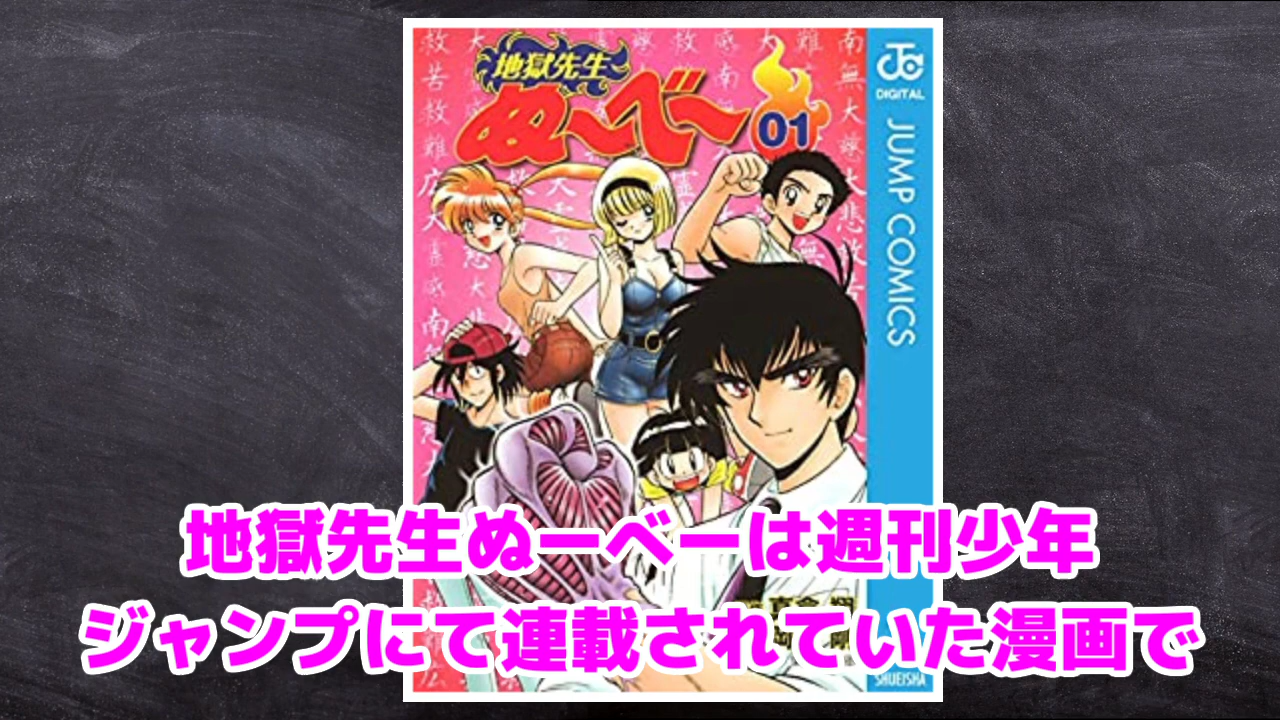 地獄先生
ぬ~べ~
01
DIGITAL
JUMP COMICS
地獄先生ぬーべーは週刊少年
ジャンプにて連載されていた漫画で
SHUEISHA